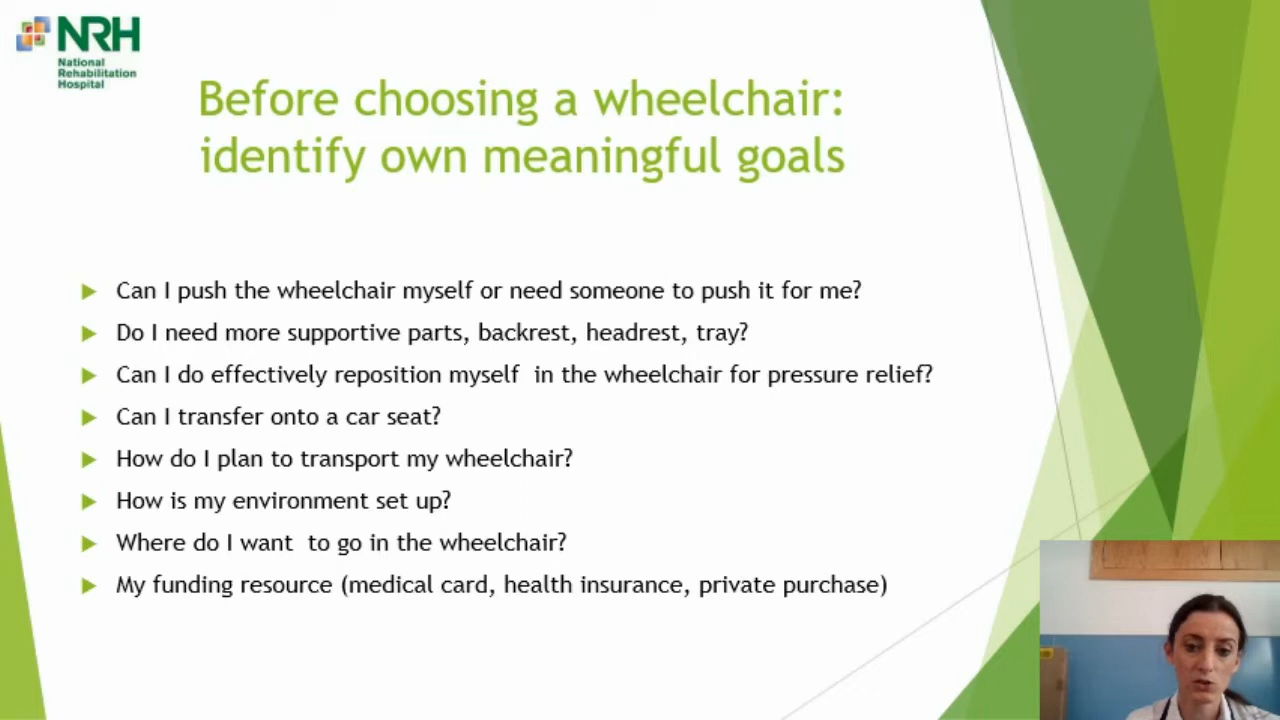 NRH
National
Rehabilitation
Hospital
Before choosing a wheelchair:
identify own meaningful goals
Can I push the wheelchair myself or need someone to push it for me?
Do I need more supportive parts, backrest, headrest, tray?
Can I do effectively reposition myself  in the wheelchair for pressure relief?
Can I transfer onto a car seat?
How do I plan to transport my wheelchair?
How is my environment set up?
Where do I want  to go in the wheelchair?
My funding resource (medical card, health insurance, private purchase)